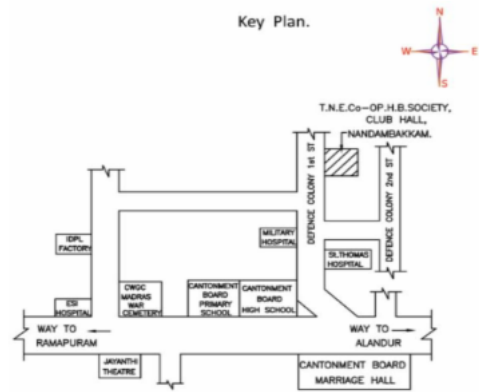 Key Plan.
N
W
E
S
T.N.E.Co-OP.H.B.SOCIETY,
CLUB HALL,
NANDAMBAKKAM.
DEFENCE COLONY 1st ST
DEFENCE COLONY 2nd ST
IDPL
FACTORY
MILITARY
HOSPITAL
St.THOMAS
HOSPITAL
ESI
HOSPITAL
CWGC
MADRAS
WAR
CEMETERY
CANTONMENT
BOARD
PRIMARY
SCHOOL
CANTONMENT
BOARD
HIGH SCHOOL
WAY TO
RAMAPURAM
WAY TO
ALANDUR
JAYANTHI
THEATRE
CANTONMENT BOARD
MARRIAGE HALL